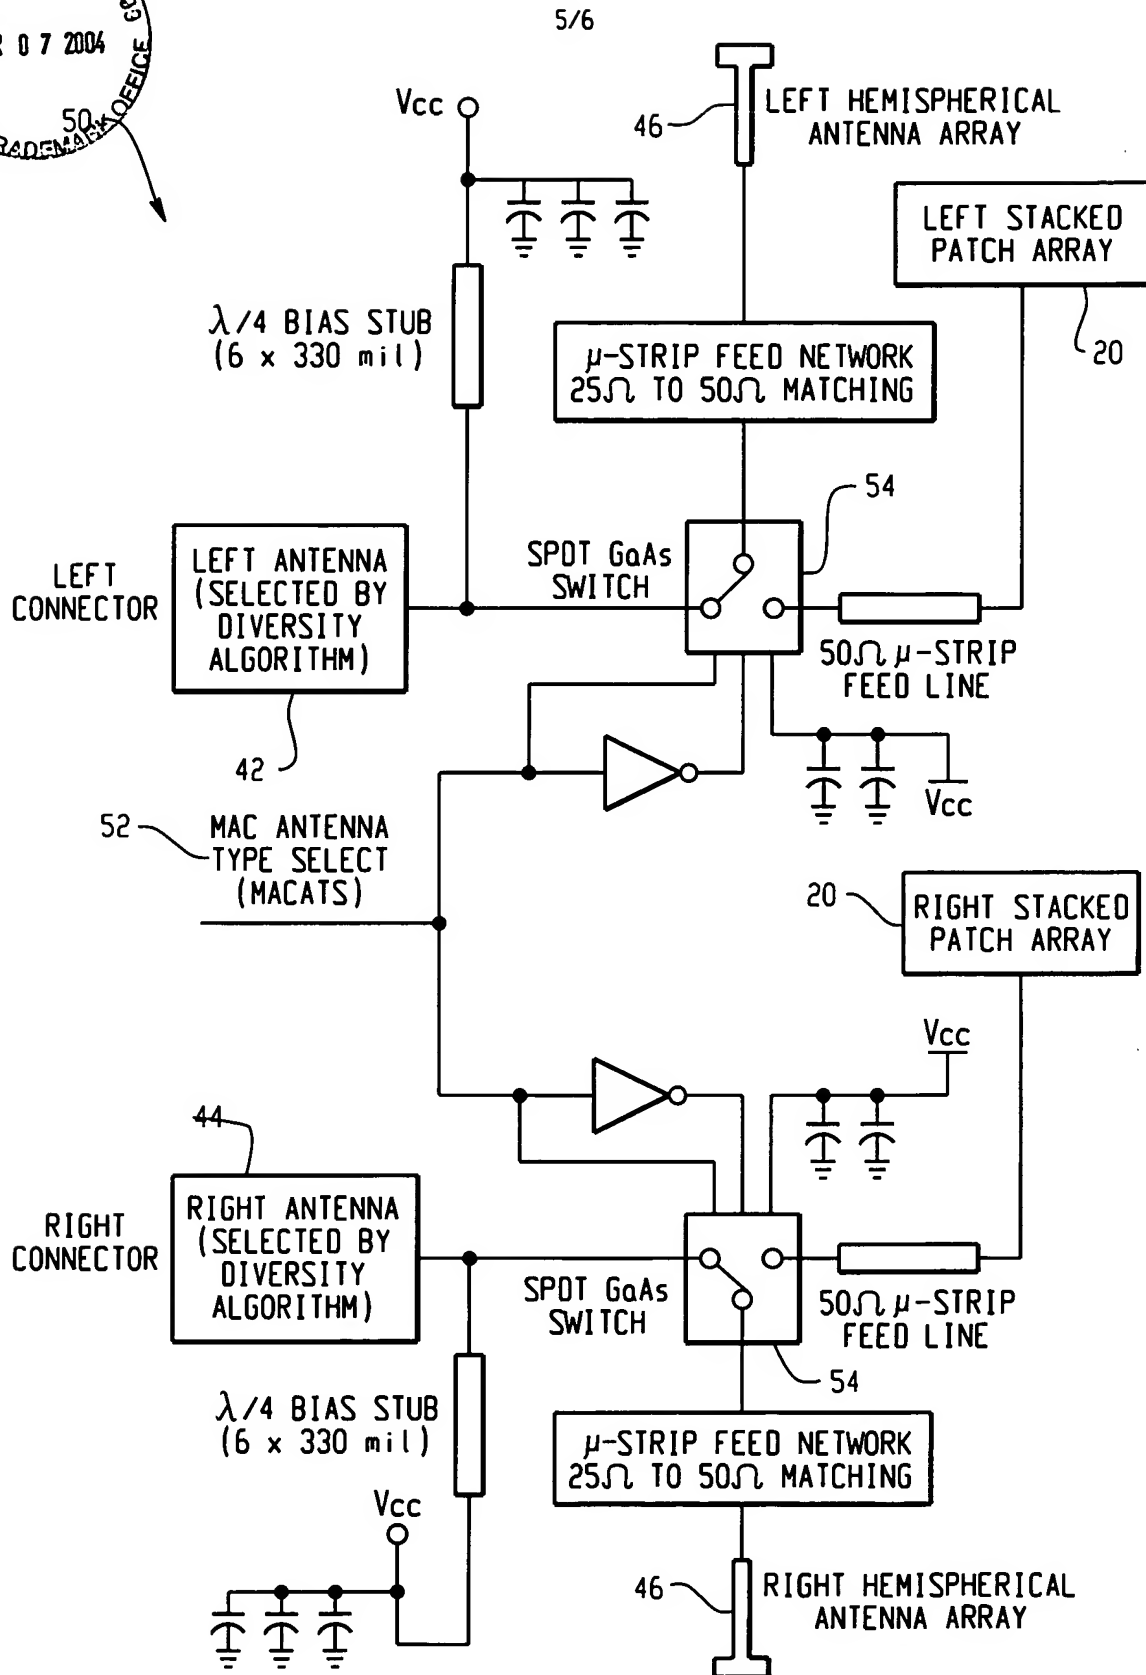 5/6
0 7 2004
TRADEMARK OFFICE
50
Vcc
46
LEFT HEMISPHERICAL
ANTENNA ARRAY
LEFT STACKED
PATCH ARRAY
20
λ/4 BIAS STUB
(6 x 330 mil)
μ-STRIP FEED NETWORK
25Ω TO 50Ω MATCHING
54
LEFT
CONNECTOR
LEFT ANTENNA
(SELECTED BY
DIVERSITY
ALGORITHM)
SPOT GaAs
SWITCH
50Ω μ-STRIP
FEED LINE
42
Vcc
52
MAC ANTENNA
TYPE SELECT
(MACATS)
20
RIGHT STACKED
PATCH ARRAY
Vcc
44
RIGHT
CONNECTOR
RIGHT ANTENNA
(SELECTED BY
DIVERSITY
ALGORITHM)
SPOT GaAs
SWITCH
50Ω μ-STRIP
FEED LINE
54
λ/4 BIAS STUB
(6 x 330 mil)
μ-STRIP FEED NETWORK
25Ω TO 50Ω MATCHING
Vcc
46
RIGHT HEMISPHERICAL
ANTENNA ARRAY